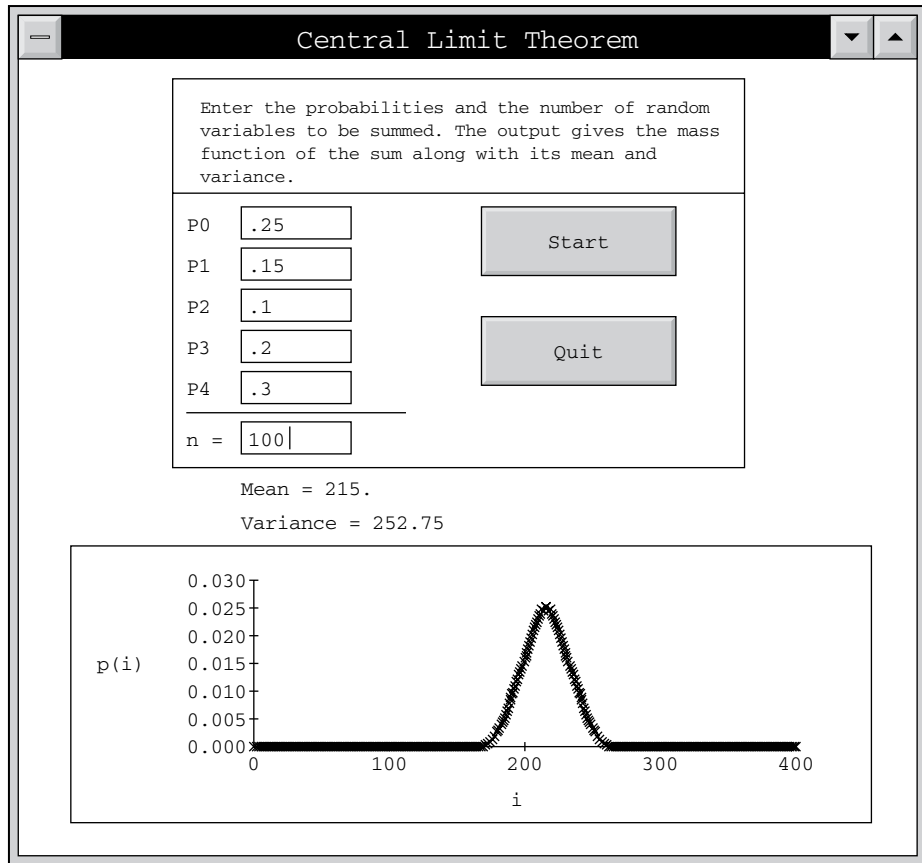 Central Limit Theorem
Enter the probabilities and the number of random
variables to be summed. The output gives the mass
function of the sum along with its mean and
variance.
P0 .25
P1 .15
P2 .1
P3 .2
P4 .3
n = 100
Start
Quit
Mean = 215.
Variance = 252.75
p(i)
0.030
0.025
0.020
0.015
0.010
0.005
0.000
0 100 200 300 400
i